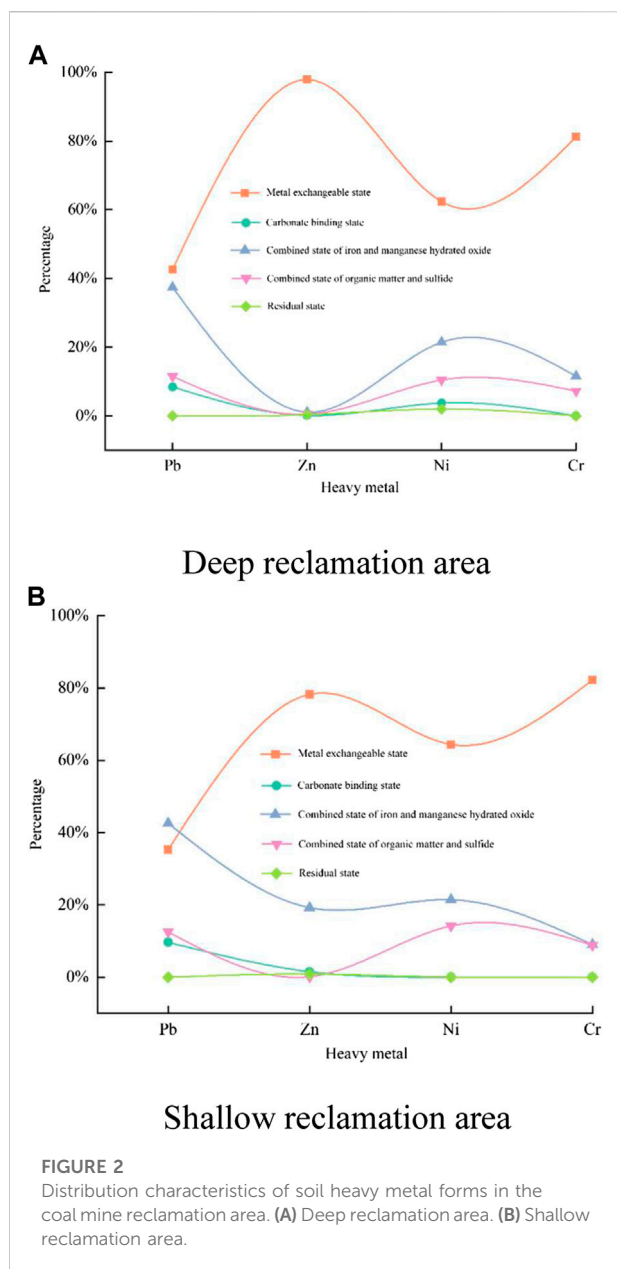 A
100%
80%
60%
40%
20%
0%
Percentage
Metal exchangeable state
Carbonate binding state
Combined state of iron and manganese hydrated oxide
Combined state of organic matter and sulfide
Residual state
Pb Zn Ni Cr
Heavy metal
Deep reclamation area
B
100%
80%
60%
40%
20%
0%
Percentage
Metal exchangeable state
Carbonate binding state
Combined state of iron and manganese hydrated oxide
Combined state of organic matter and sulfide
Residual state
Pb Zn Ni Cr
Heavy metal
Shallow reclamation area
FIGURE 2
Distribution characteristics of soil heavy metal forms in the
coal mine reclamation area. (A) Deep reclamation area. (B) Shallow
reclamation area.